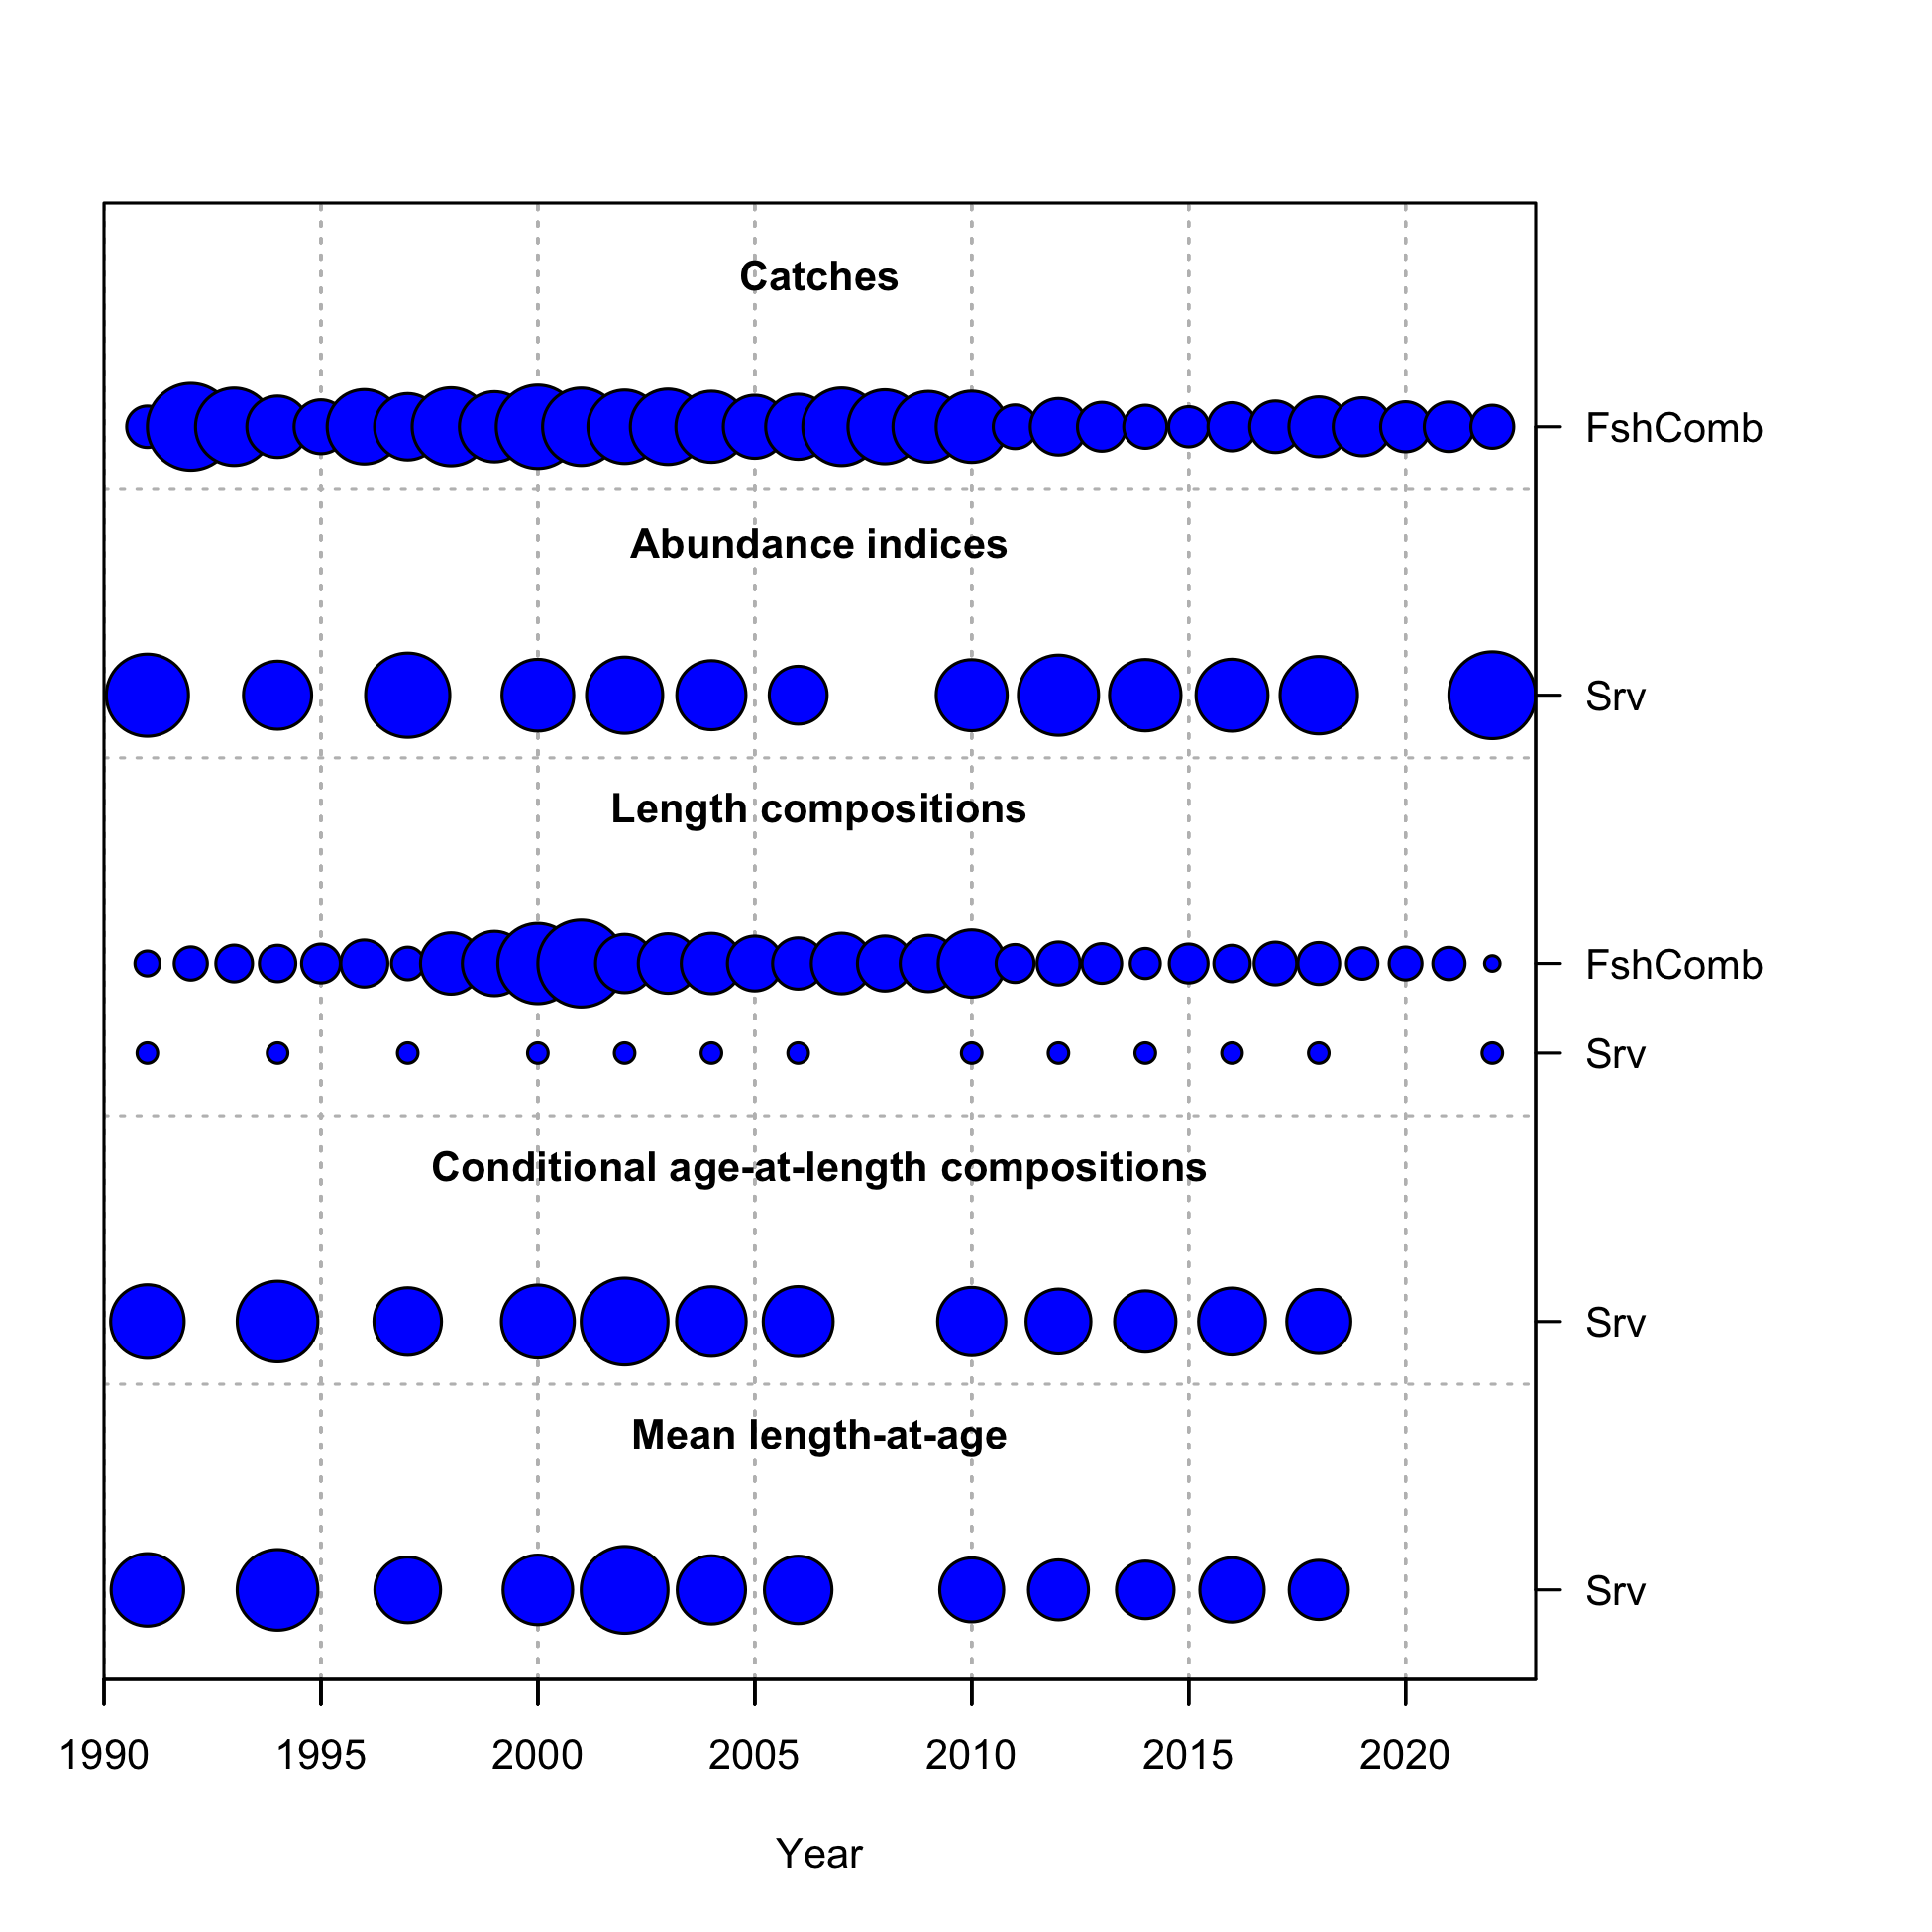 Catches
FshComb
Abundance indices
Srv
Length compositions
FshComb
Srv
Conditional age-at-length compositions
Srv
Mean length-at-age
Srv
1990 1995 2000 2005 2010 2015 2020
Year